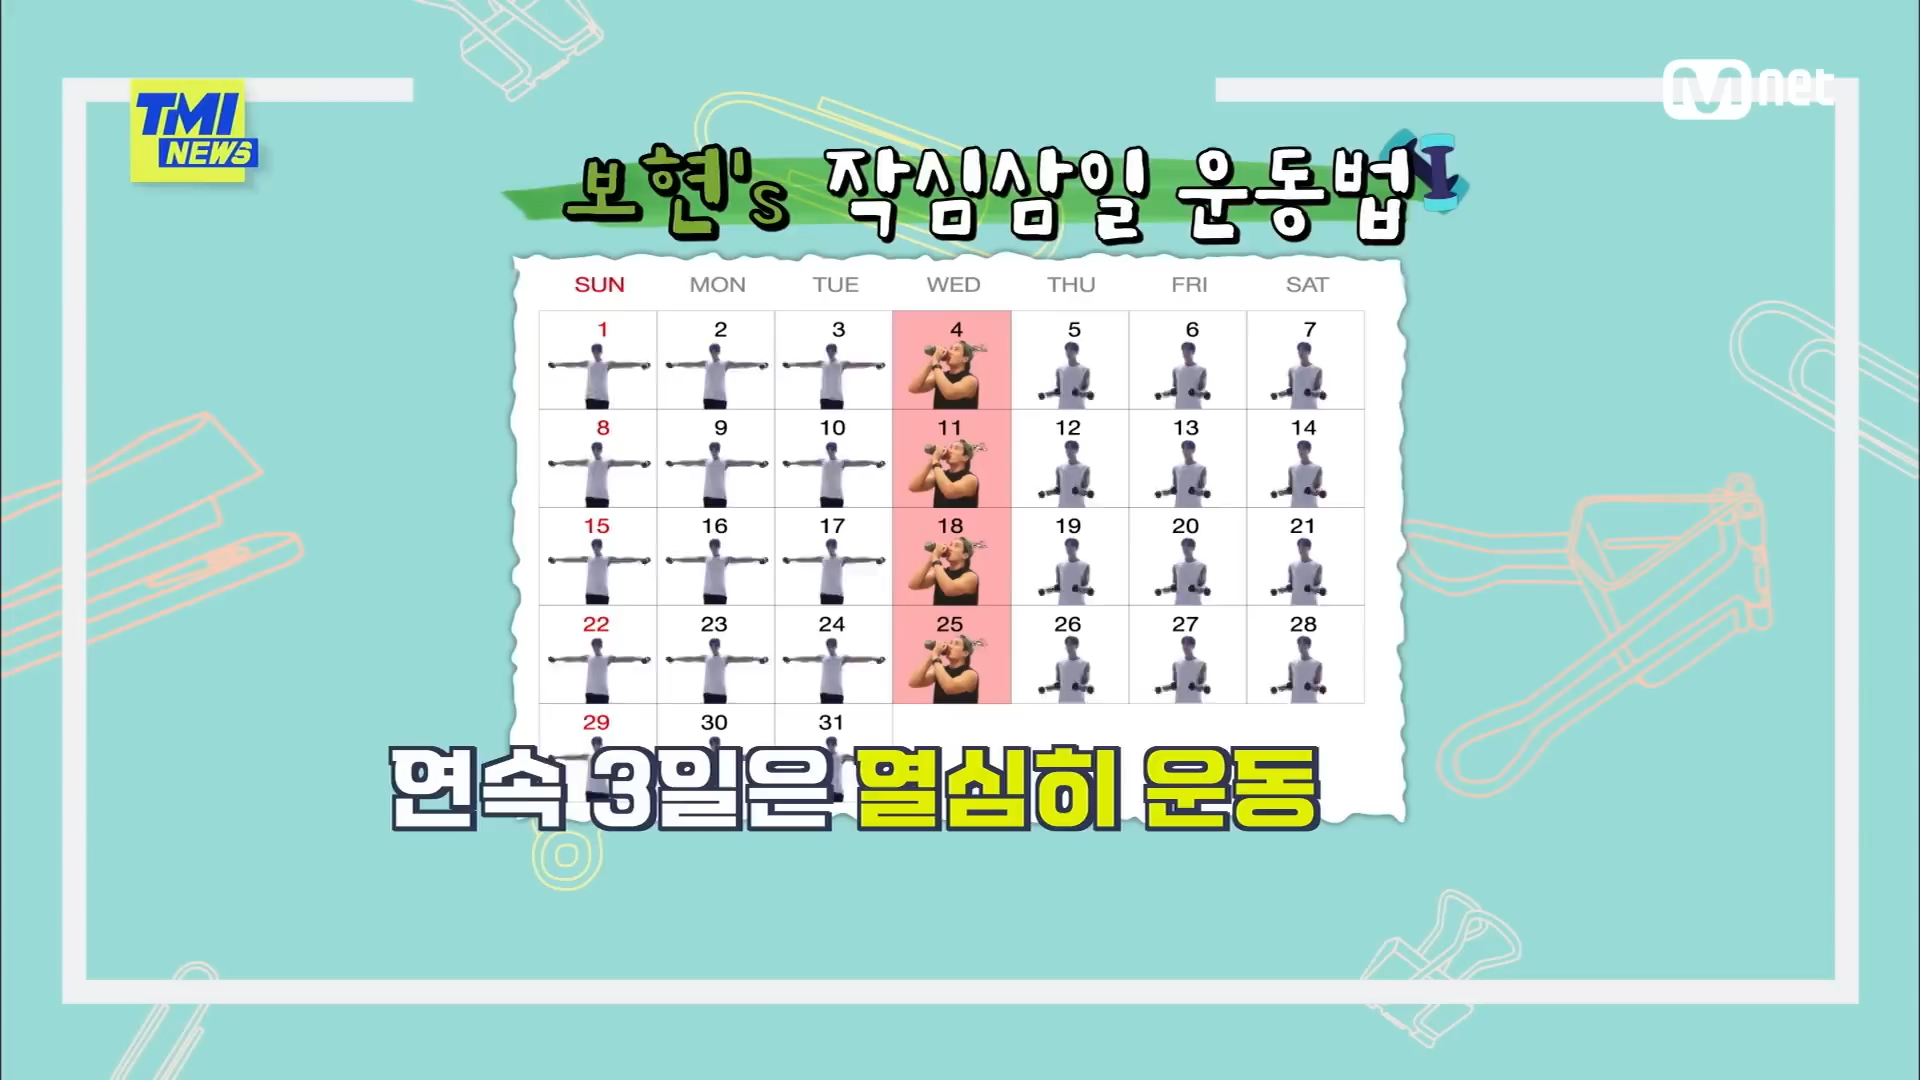 TMI
NEWS
Mnet
보현's 작심삼일 운동법
SUN MON TUE WED THU FRI SAT
1 2 3 4 5 6 7
8 9 10 11 12 13 14
15 16 17 18 19 20 21
22 23 24 25 26 27 28
29 30 31
연속 3일은 열심히 운동